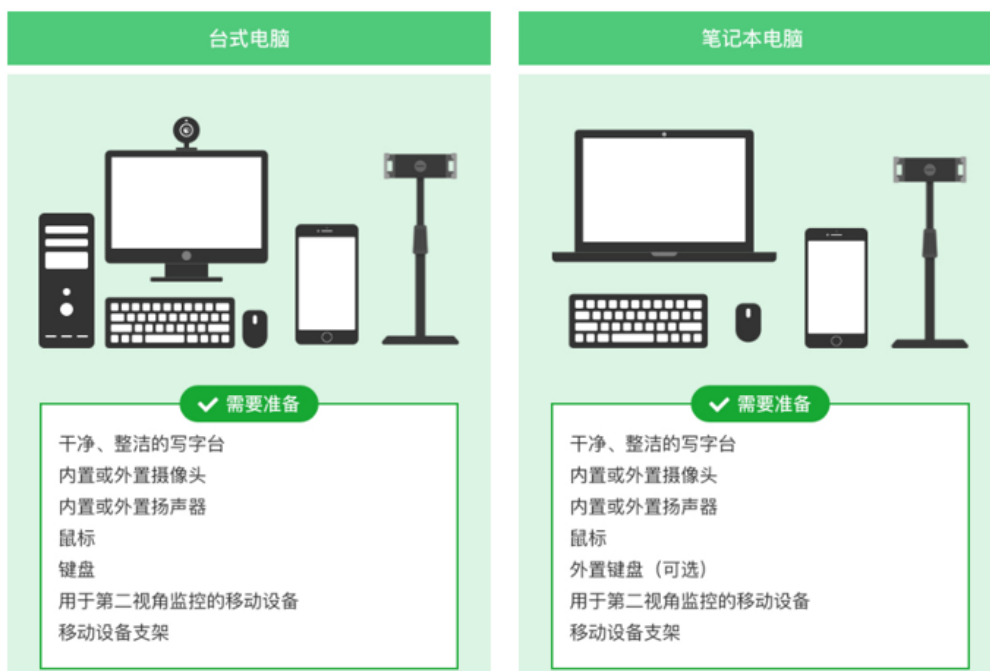 台式电脑
需要准备
干净、整洁的写字台
内置或外置摄像头
内置或外置扬声器
鼠标
键盘
用于第二视角监控的移动设备
移动设备支架
笔记本电脑
需要准备
干净、整洁的写字台
内置或外置摄像头
内置或外置扬声器
鼠标
外置键盘（可选）
用于第二视角监控的移动设备
移动设备支架